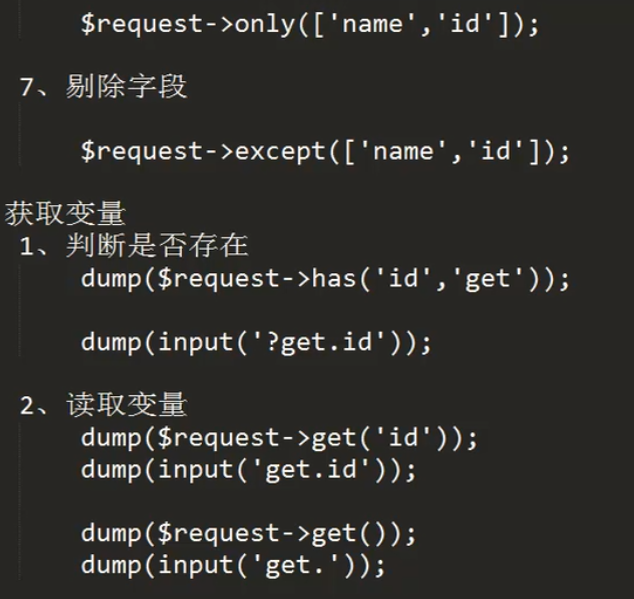 $request->only(['name','id']);
7、剔除字段
$request->except(['name','id']);
获取变量
1、判断是否存在
dump($request->has('id','get'));
dump(input('?get.id'));
2、读取变量
dump($request->get('id'));
dump(input('get.id'));
dump($request->get());
dump(input('get.'));